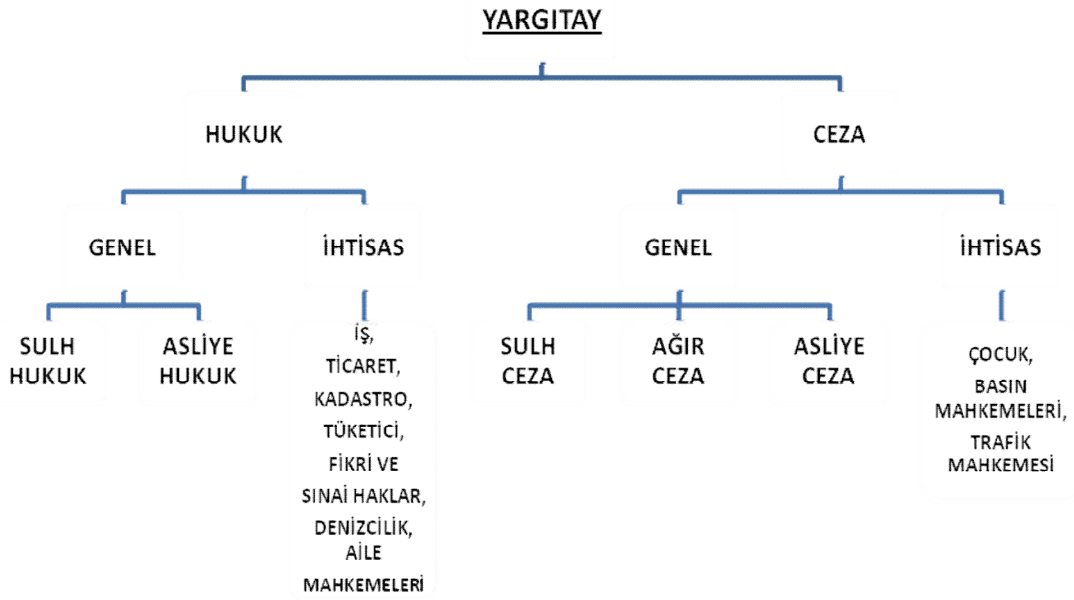 YARGITAY
HUKUK
CEZA
GENEL
İHTİSAS
GENEL
İHTİSAS
SULH
HUKUK
ASLİYE
HUKUK
İŞ,
TİCARET,
KADASTRO,
TÜKETİCİ,
FİKRİ VE
SINAİ HAKLAR,
DENİZCİLİK,
AİLE
MAHKEMELERİ
SULH
CEZA
AĞIR
CEZA
ASLİYE
CEZA
ÇOCUK,
BASIN
MAHKEMELERİ,
TRAFİK
MAHKEMESİ